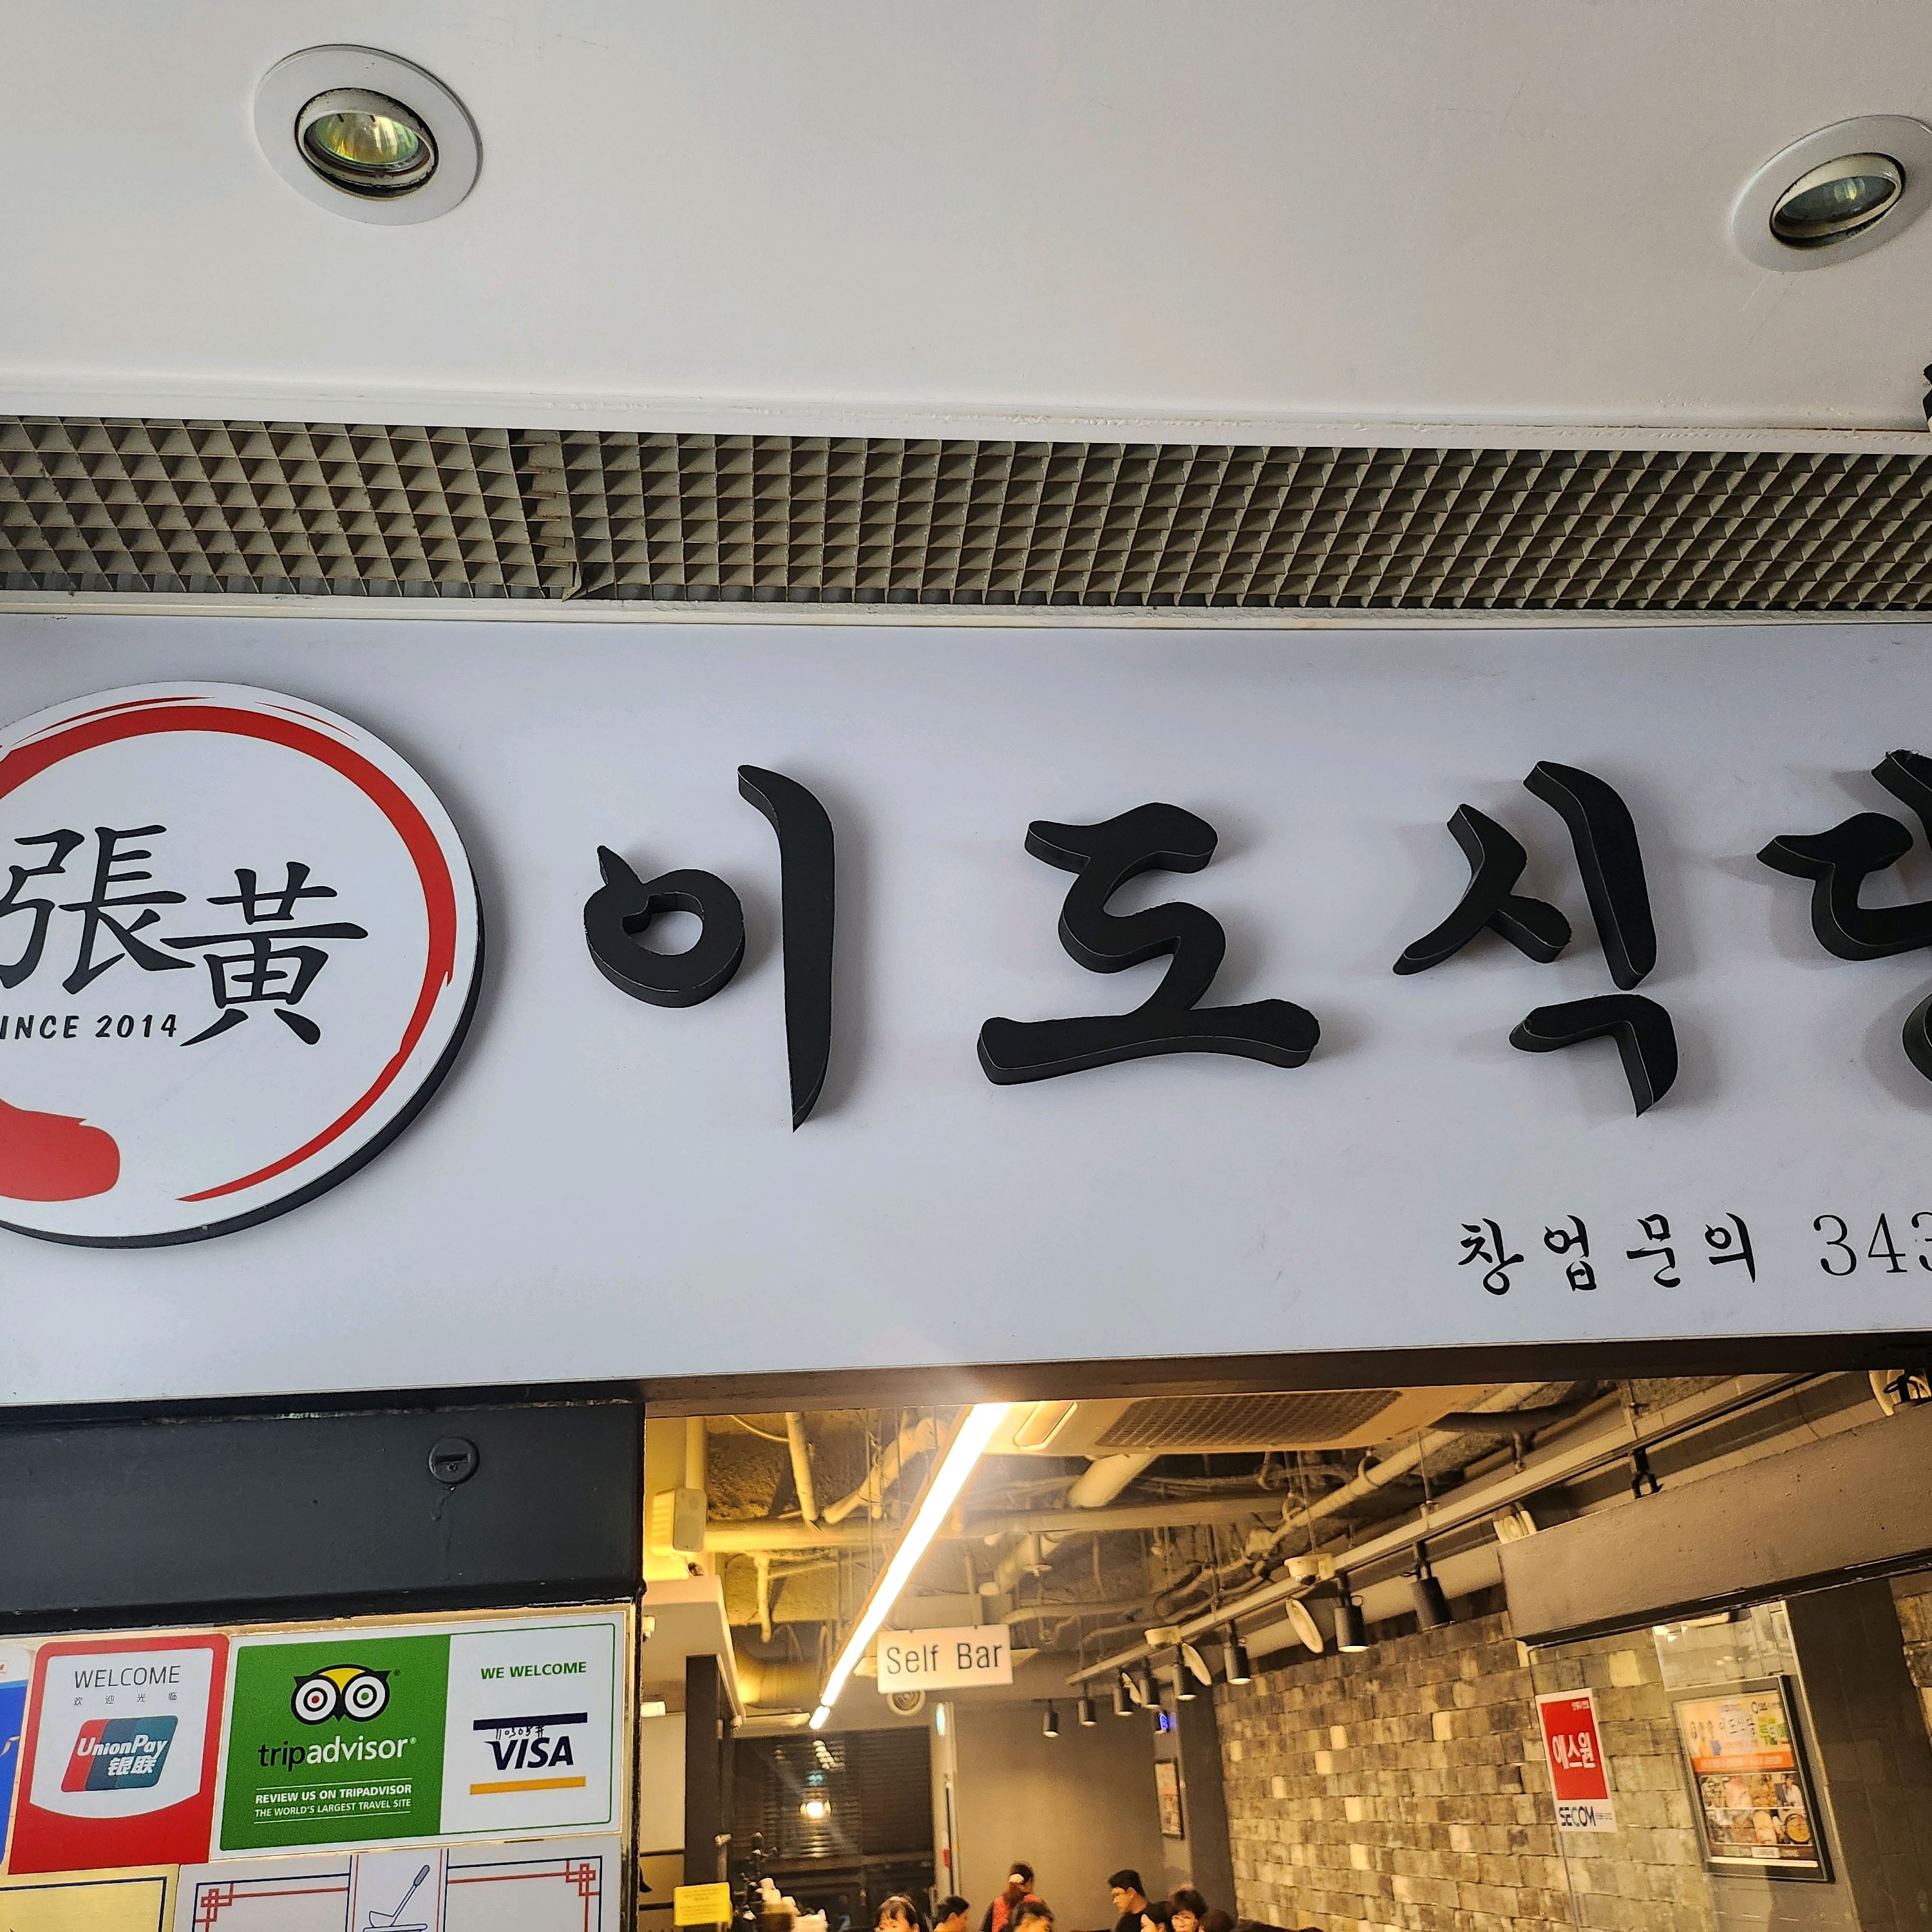 張黃
INCE 2014
이도식당
창업문의 343
Self Bar
WELCOME
欢迎光临
UnionPay
银联
tripadvisor®
REVIEW US ON TRIPADVISOR
THE WORLD'S LARGEST TRAVEL SITE
WE WELCOME
VISA
에스원
SECOM